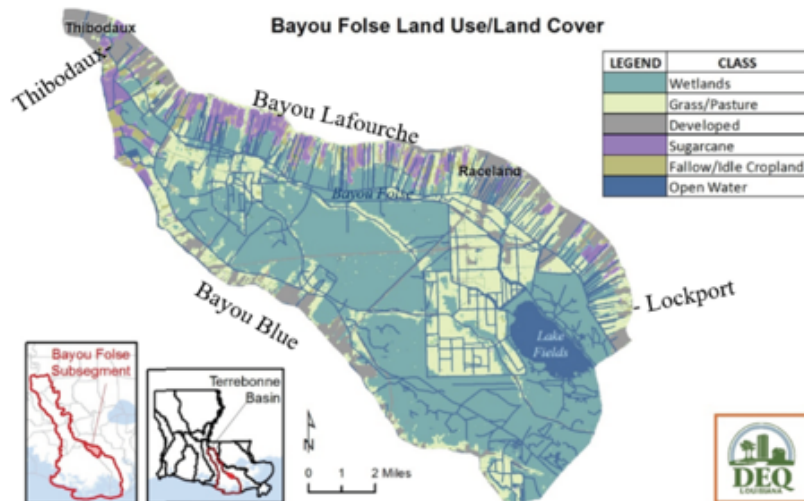 Bayou Folse Land Use/Land Cover
Thibodaux
Thibodaux-
Bayou Lafourche
Raceland
Bayou Folse
Bayou Blue
- Lockport
Lake
Fields
LEGEND CLASS
Wetlands
Grass/Pasture
Developed
Sugarcane
Fallow/Idle Cropland
Open Water
Bayou Folse
Subsegment
Terrebonne
Basin
N
0 1 2 Miles
DEQ
LOUISIANA